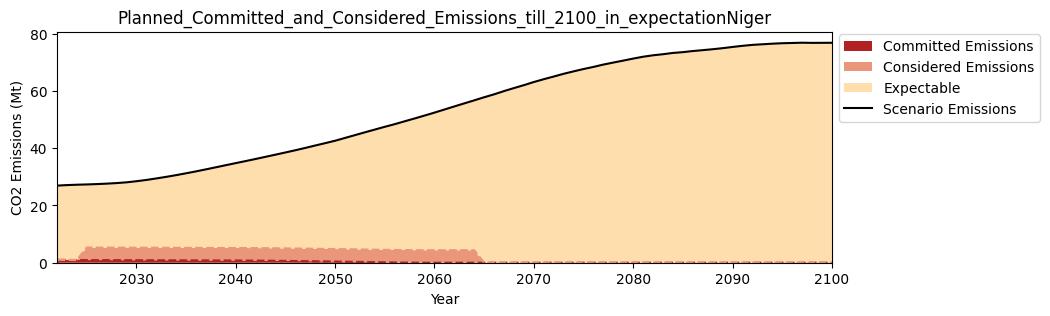 Planned_Committed_and_Considered_Emissions_till_2100_in_expectationNiger
80
60
40
20
0
CO2 Emissions (Mt)
2030
2040
2050
2060
2070
2080
2090
2100
Year
Committed Emissions
Considered Emissions
Expectable
Scenario Emissions